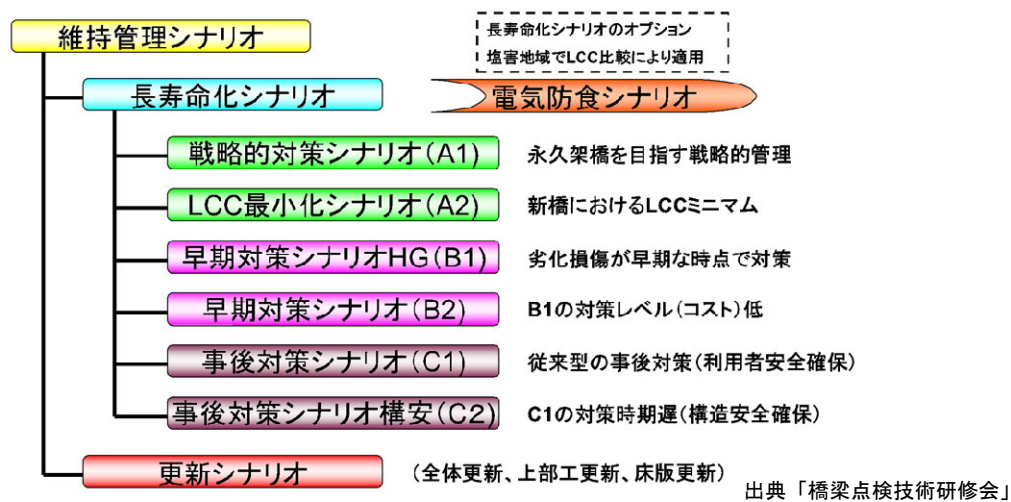 維持管理シナリオ
長寿命化シナリオのオプション
塩害地域でLCC比較により適用
長寿命化シナリオ
電気防食シナリオ
戦略的対策シナリオ(A1)
永久架橋を目指す戦略的管理
LCC最小化シナリオ(A2)
新橋におけるLCCミニマム
早期対策シナリオHG(B1)
劣化損傷が早期な時点で対策
早期対策シナリオ(B2)
B1の対策レベル(コスト)低
事後対策シナリオ(C1)
従来型の事後対策(利用者安全確保)
事後対策シナリオ構安(C2)
C1の対策時期遅(構造安全確保)
更新シナリオ
(全体更新、上部工更新、床版更新)
出典「橋梁点検技術研修会」